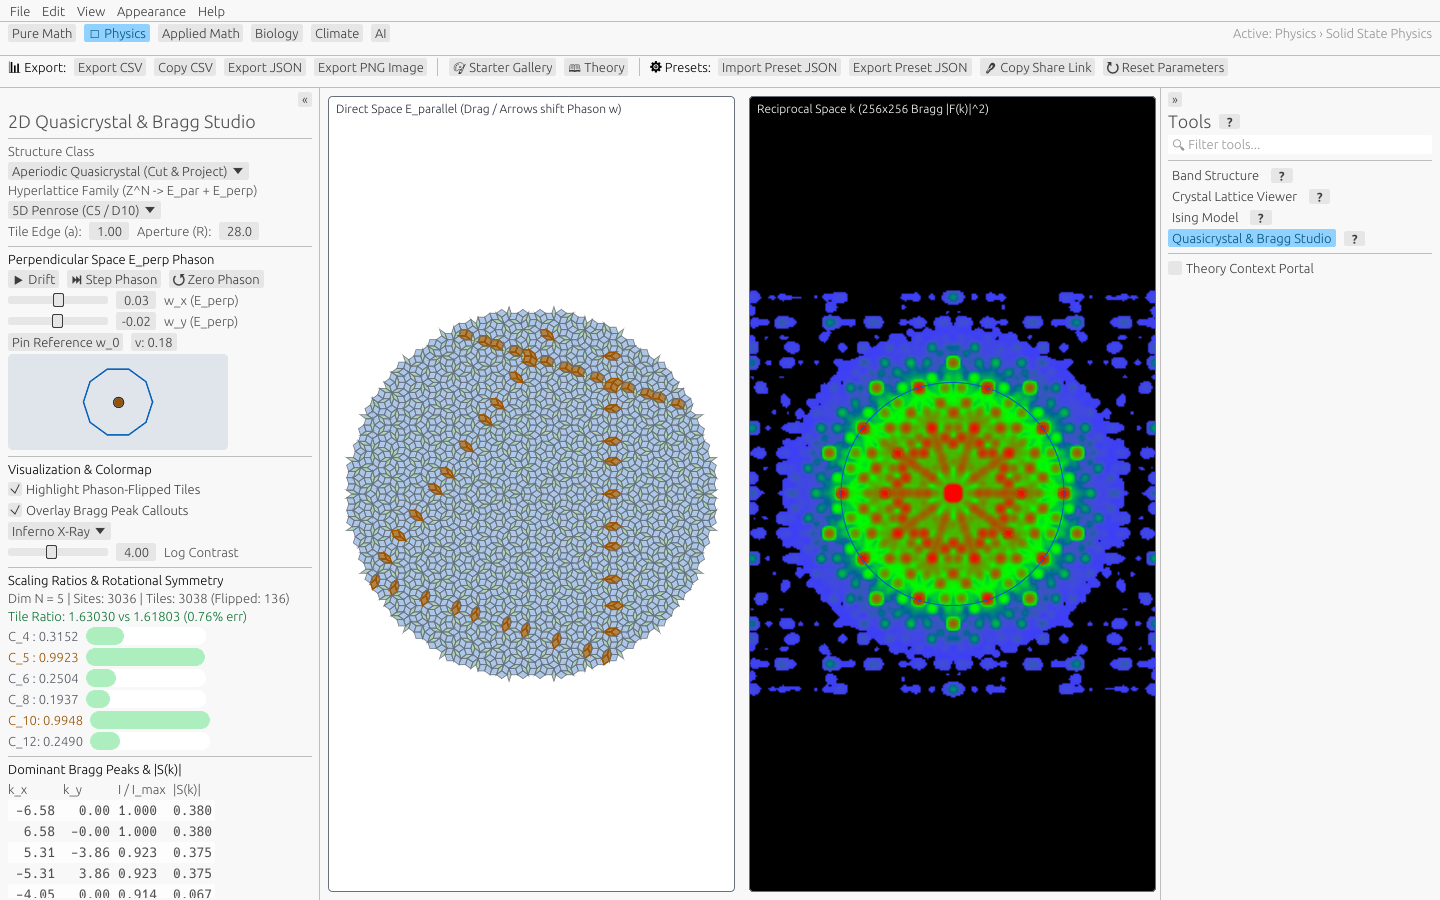 File Edit View Appearance Help
Pure Math Physics Applied Math Biology Climate AI Active: Physics › Solid State Physics
Export: Export CSV Copy CSV Export JSON Export PNG Image Starter Gallery Theory Presets: Import Preset JSON Export Preset JSON Copy Share Link Reset Parameters
«
2D Quasicrystal & Bragg Studio
Structure Class
Aperiodic Quasicrystal (Cut & Project)
Hyperlattice Family (Z^N -> E_par + E_perp)
5D Penrose (C5 / D10)
Tile Edge (a): 1.00 Aperture (R): 28.0
Perpendicular Space E_perp Phason
Drift Step Phason Zero Phason
0.03 w_x (E_perp)
-0.02 w_y (E_perp)
Pin Reference w_0 v: 0.18
Visualization & Colormap
Highlight Phason-Flipped Tiles
Overlay Bragg Peak Callouts
Inferno X-Ray
4.00 Log Contrast
Scaling Ratios & Rotational Symmetry
Dim N = 5 | Sites: 3036 | Tiles: 3038 (Flipped: 136)
Tile Ratio: 1.63030 vs 1.61803 (0.76% err)
C_4 : 0.3152
C_5 : 0.9923
C_6 : 0.2504
C_8 : 0.1937
C_10: 0.9948
C_12: 0.2490
Dominant Bragg Peaks & |S(k)|
k_x k_y I / I_max |S(k)|
-6.58 0.00 1.000 0.380
6.58 -0.00 1.000 0.380
5.31 -3.86 0.923 0.375
-5.31 3.86 0.923 0.375
-4.05 0.00 0.914 0.067
Direct Space E_parallel (Drag / Arrows shift Phason w)
Reciprocal Space k (256x256 Bragg |F(k)|^2)
»
Tools ?
Filter tools...
Band Structure ?
Crystal Lattice Viewer ?
Ising Model ?
Quasicrystal & Bragg Studio ?
Theory Context Portal